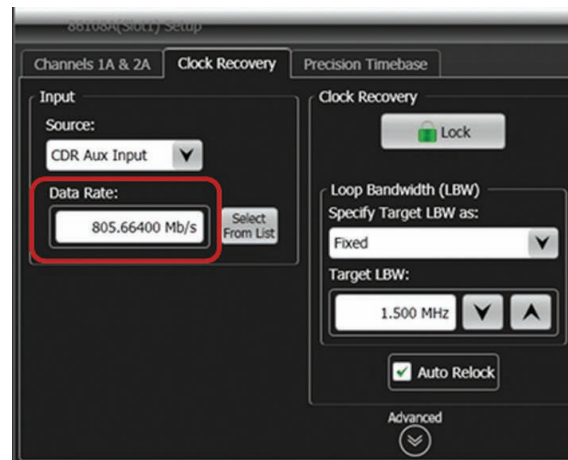 86108A(Slot1) Setup
Channels 1A & 2A
Clock Recovery
Precision Timebase
Input
Source:
CDR Aux Input
Data Rate:
805.66400 Mb/s
Select
From List
Clock Recovery
Lock
Loop Bandwidth (LBW)
Specify Target LBW as:
Fixed
Target LBW:
1.500 MHz
Auto Relock
Advanced